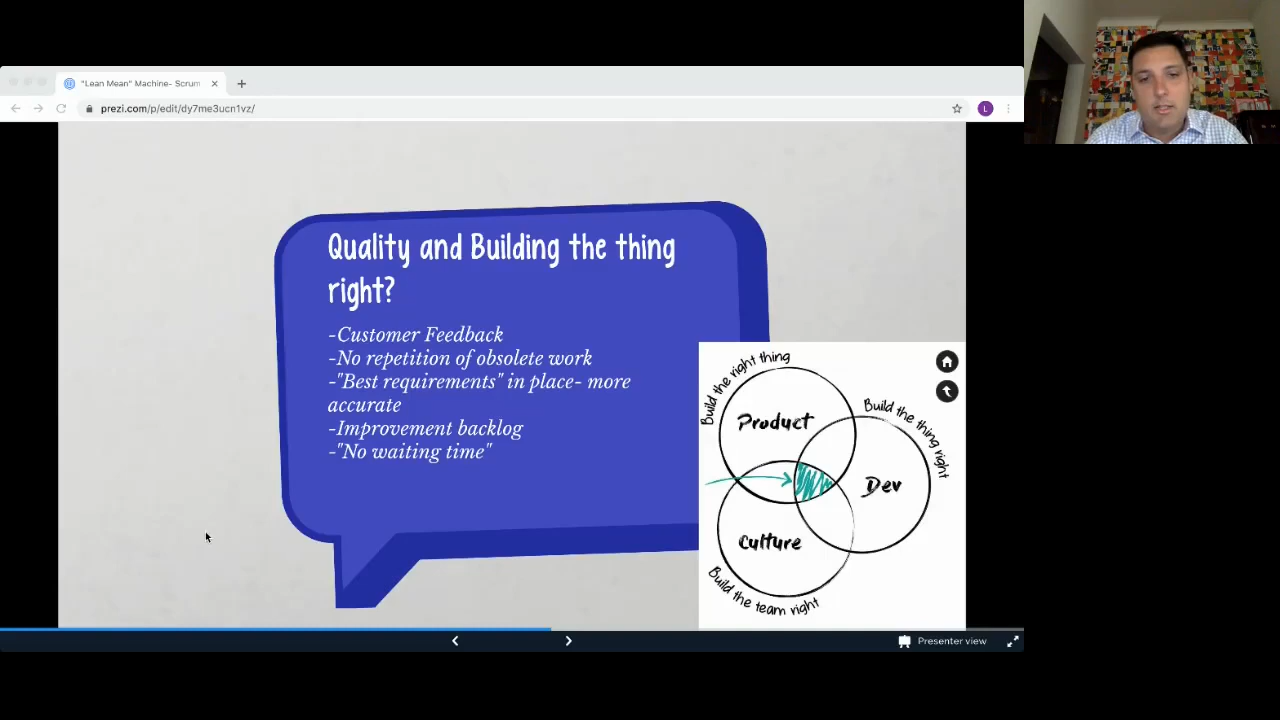 "Lean Mean" Machine- Scrum
prezi.com/p/edit/dy7me3ucn1vz/
L
Quality and Building the thing
right?
-Customer Feedback
-No repetition of obsolete work
-"Best requirements" in place- more
accurate
-Improvement backlog
-"No waiting time"
Build the right thing
Product
Build the thing right
Dev
Culture
Build the team right
Presenter view